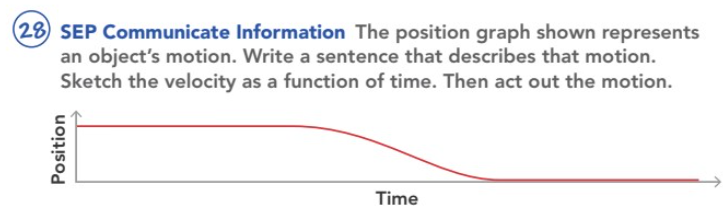 28 SEP Communicate Information The position graph shown represents
an object's motion. Write a sentence that describes that motion.
Sketch the velocity as a function of time. Then act out the motion.
Position
Time